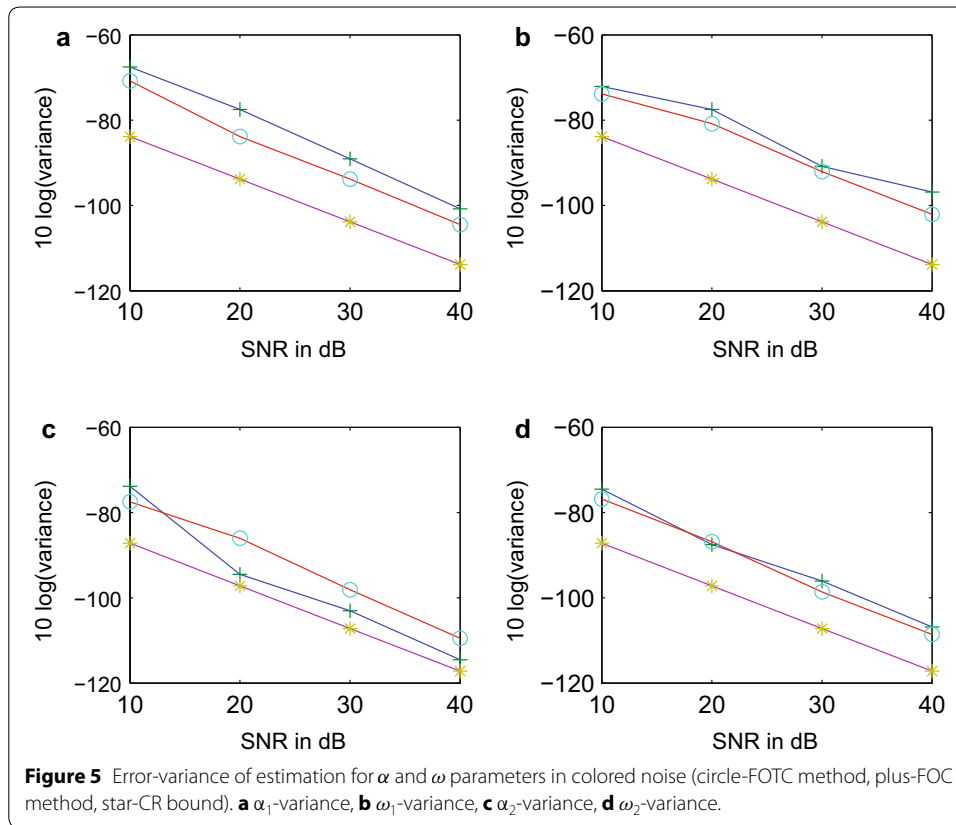 a
−60
−80
−100
−120
10 log(variance)
10 20 30 40
SNR in dB
b
−60
−80
−100
−120
10 log(variance)
10 20 30 40
SNR in dB
c
−60
−80
−100
−120
10 log(variance)
10 20 30 40
SNR in dB
d
−60
−80
−100
−120
10 log(variance)
10 20 30 40
SNR in dB
Figure 5 Error-variance of estimation for α and ω parameters in colored noise (circle-FOTC method, plus-FOC
method, star-CR bound). a α₁-variance, b ω₁-variance, c α₂-variance, d ω₂-variance.